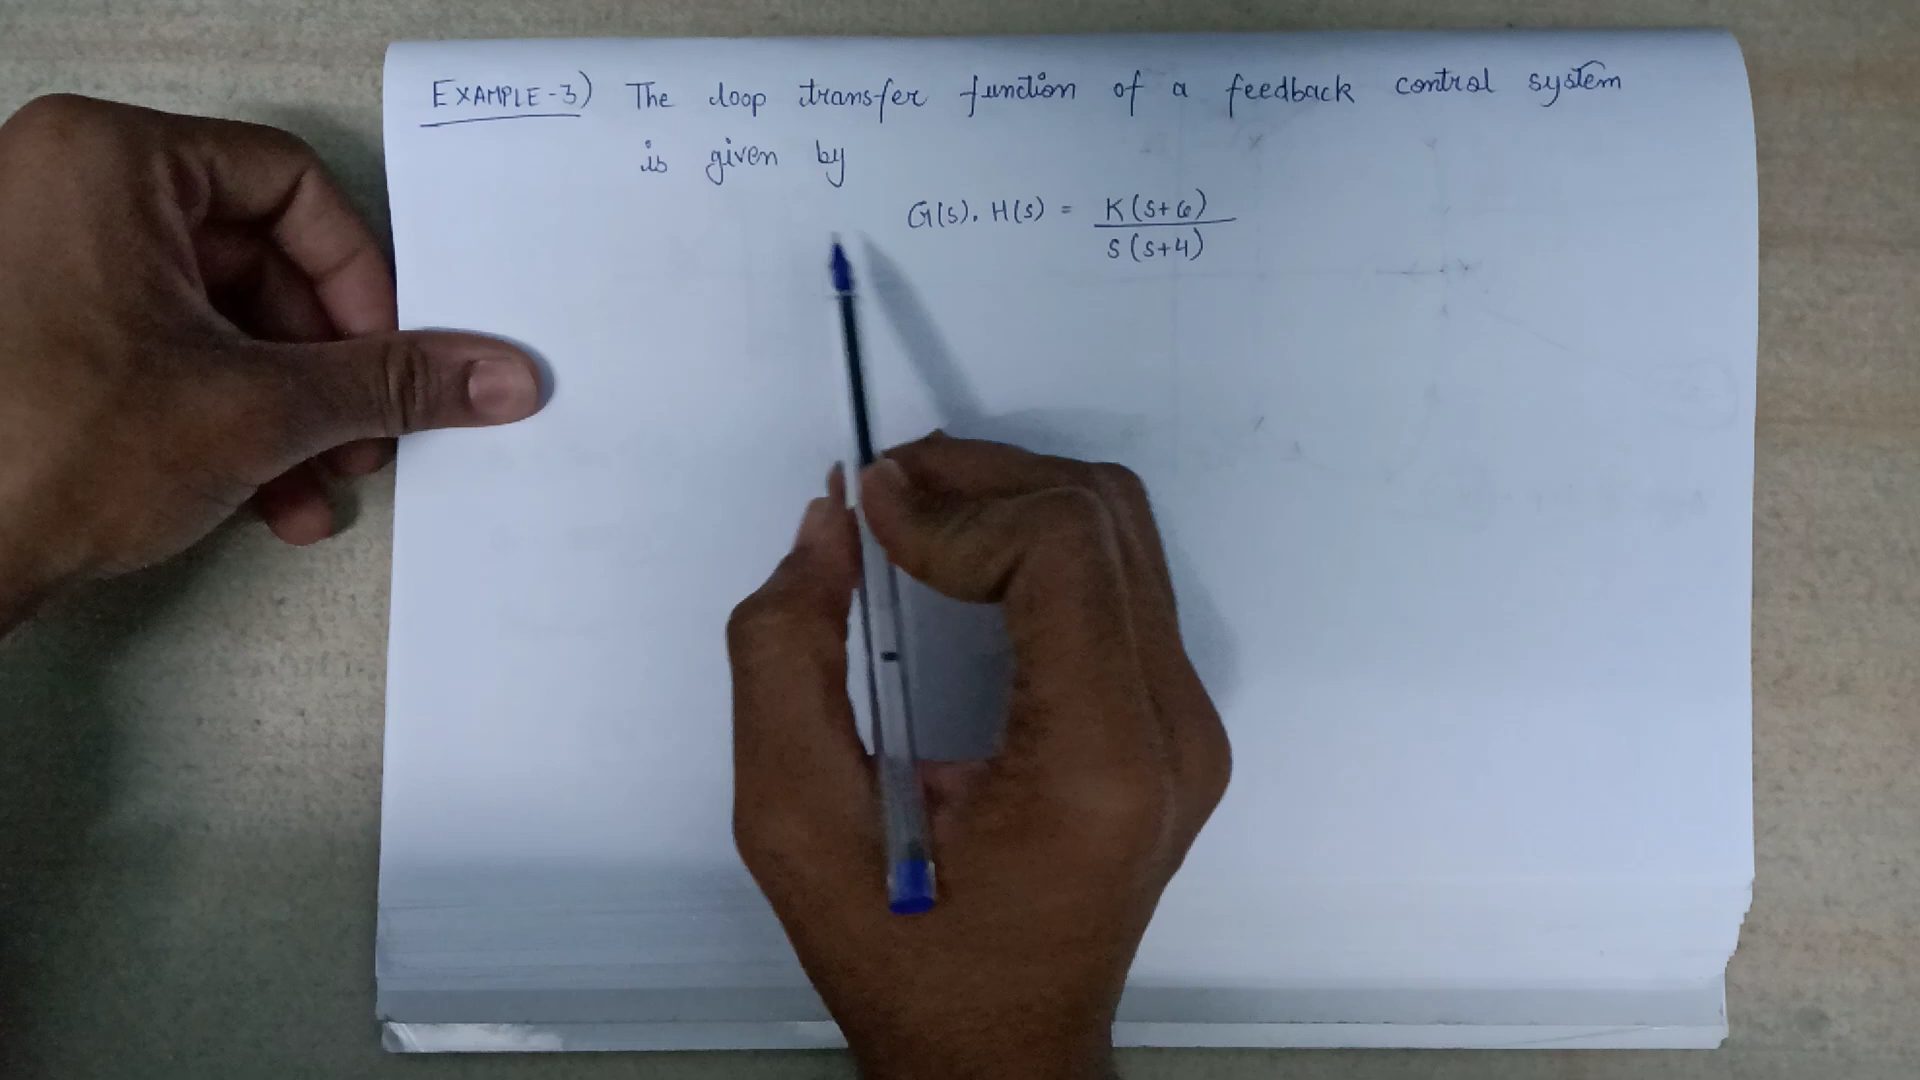 EXAMPLE-3) The loop transfer function of a feedback control system
is given by
G(s). H(s) = K(s+6)
s(s+4)